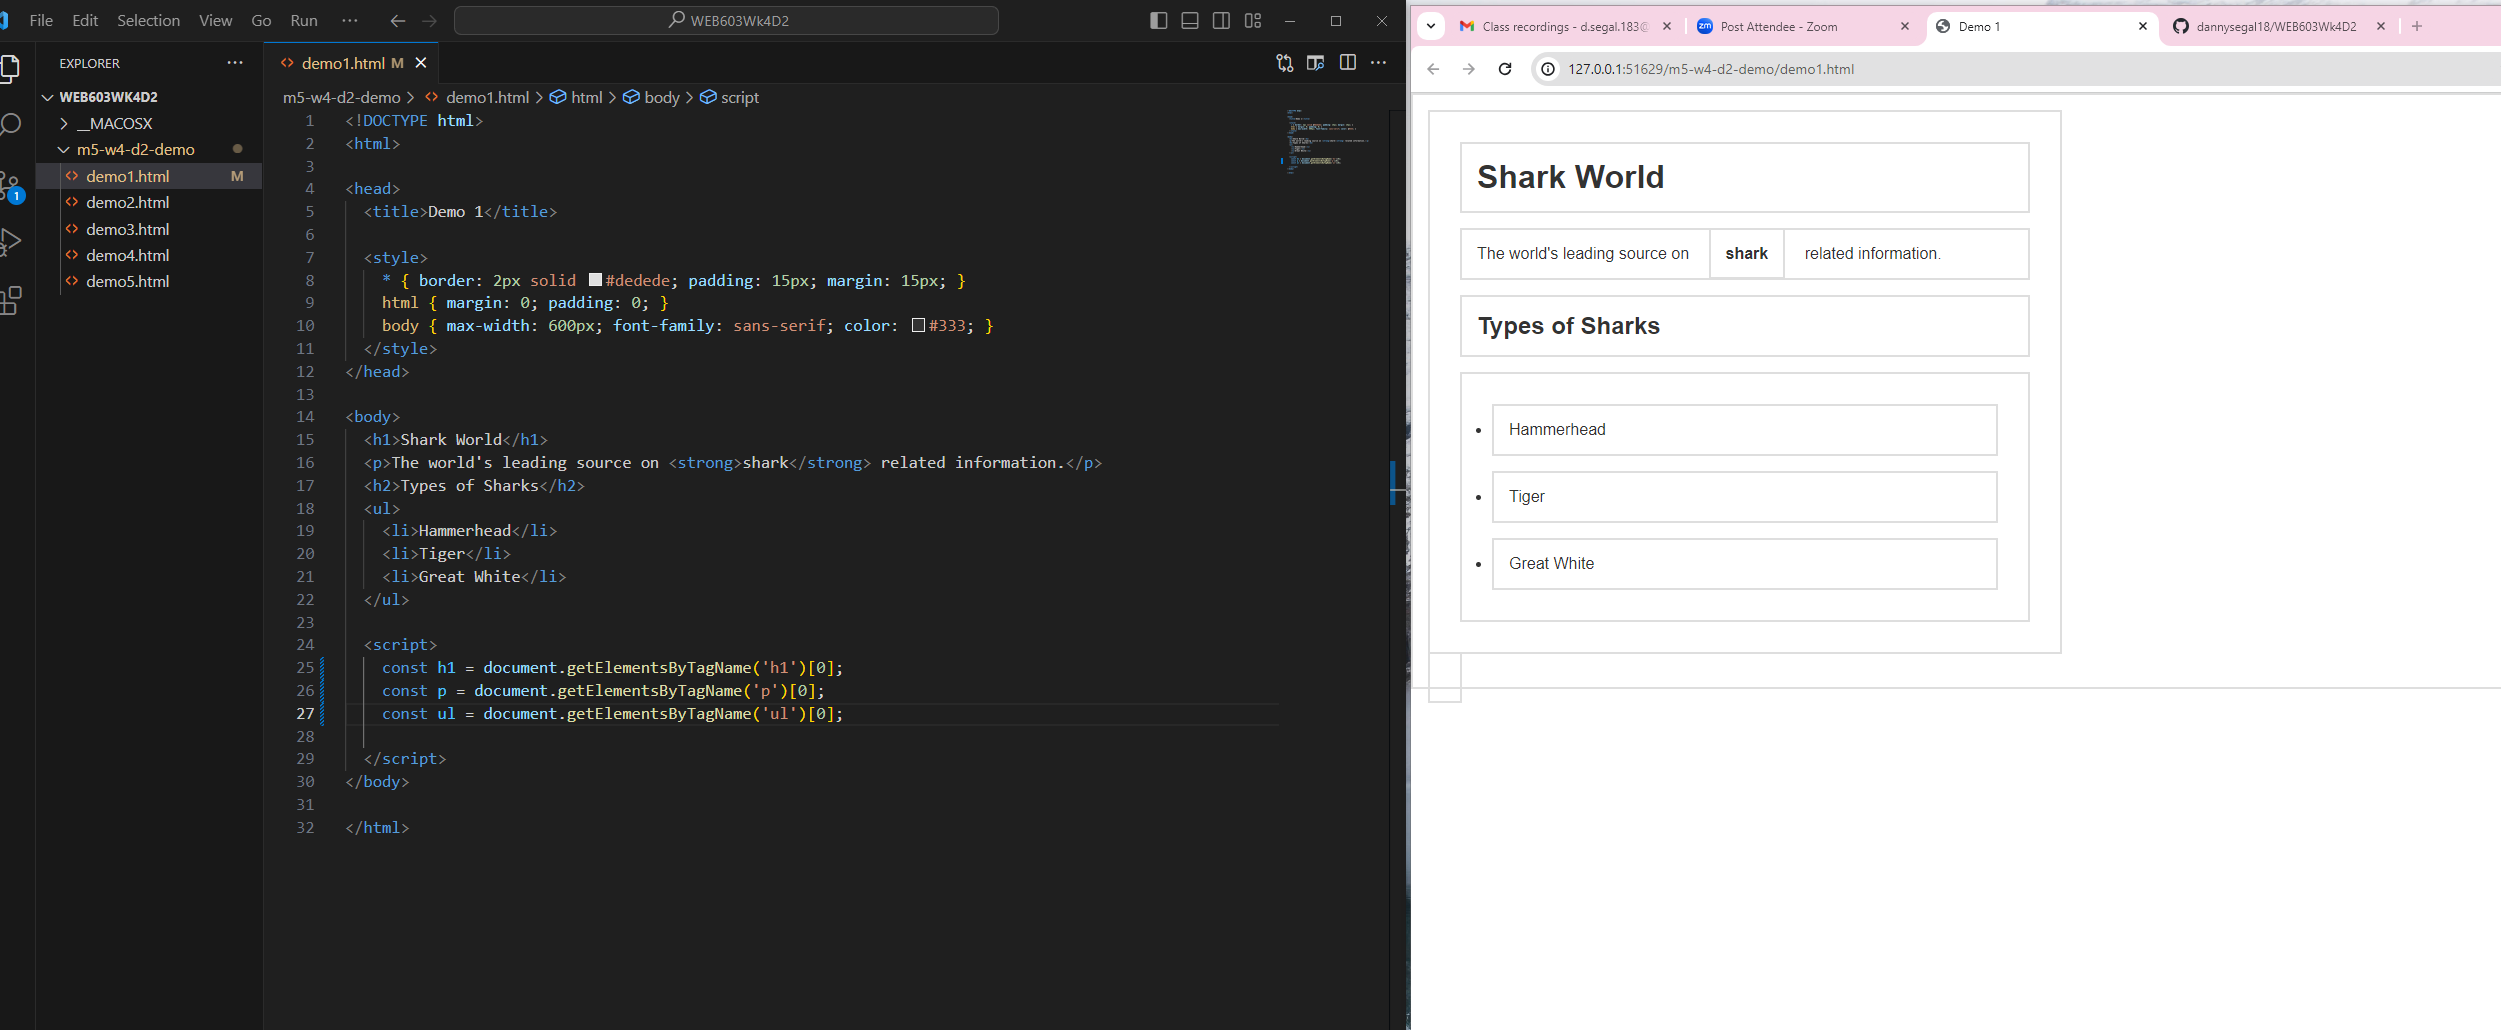 File Edit Selection View Go Run ··· WEB603Wk4D2
EXPLORER ···
WEB603WK4D2
__MACOSX
m5-w4-d2-demo
demo1.html M
demo2.html
demo3.html
demo4.html
demo5.html
1
demo1.html M
m5-w4-d2-demo > demo1.html > html > body > script
1 <!DOCTYPE html>
2 <html>
3
4 <head>
5 <title>Demo 1</title>
6
7 <style>
8 * { border: 2px solid #dedede; padding: 15px; margin: 15px; }
9 html { margin: 0; padding: 0; }
10 body { max-width: 600px; font-family: sans-serif; color: #333; }
11 </style>
12 </head>
13
14 <body>
15 <h1>Shark World</h1>
16 <p>The world's leading source on <strong>shark</strong> related information.</p>
17 <h2>Types of Sharks</h2>
18 <ul>
19 <li>Hammerhead</li>
20 <li>Tiger</li>
21 <li>Great White</li>
22 </ul>
23
24 <script>
25 const h1 = document.getElementsByTagName('h1')[0];
26 const p = document.getElementsByTagName('p')[0];
27 const ul = document.getElementsByTagName('ul')[0];
28
29 </script>
30 </body>
31
32 </html>
Class recordings - d.segal.183@
zm Post Attendee - Zoom
Demo 1
dannysegal18/WEB603Wk4D2
127.0.0.1:51629/m5-w4-d2-demo/demo1.html
Shark World
The world's leading source on shark related information.
Types of Sharks
• Hammerhead
• Tiger
• Great White